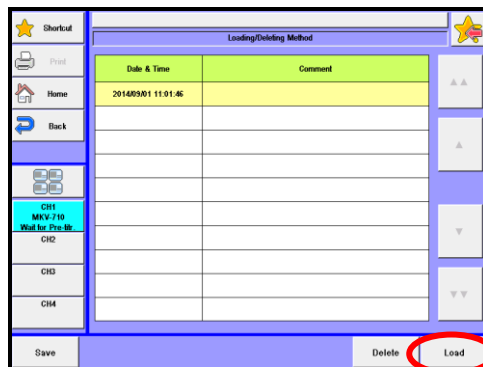 Shortcut
Loading/Deleting Method
Print
Home
Back
Date & Time
Comment
2014/09/01 11:01:46
CH1
MKV-710
Wait for Pre-titr.
CH2
CH3
CH4
Save
Delete
Load